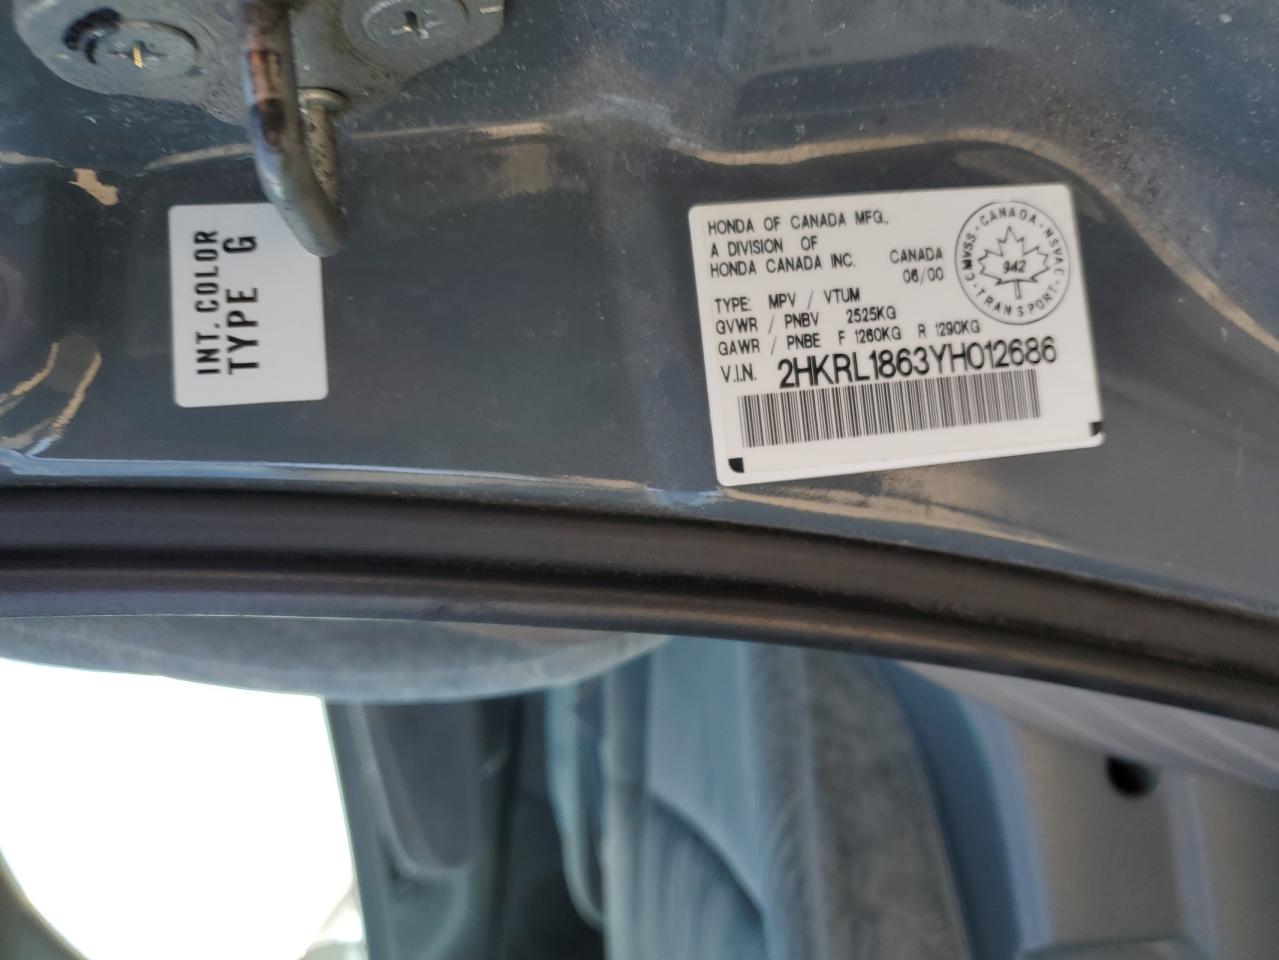 INT. COLOR
TYPE G
HONDA OF CANADA MFG.,
A DIVISION OF
HONDA CANADA INC.
CANADA
06/00
CMVSS · CANADA · NSVAC · TRANSPORT ·
942
TYPE: MPV / VTUM
GVWR / PNBV 2525KG
GAWR / PNBE F 1260KG R 1290KG
V.I.N. 2HKRL1863YH012686